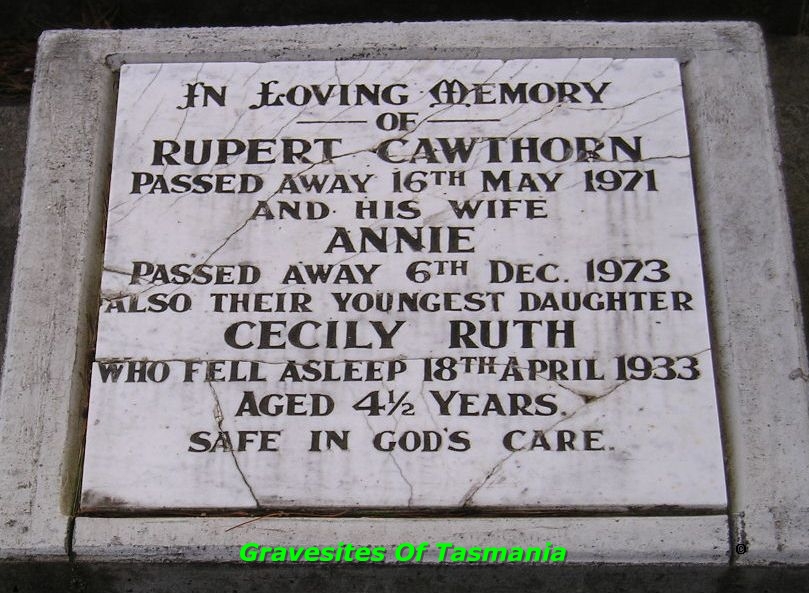 IN LOVING MEMORY
OF
RUPERT CAWTHORN
PASSED AWAY 16TH MAY 1971
AND HIS WIFE
ANNIE
PASSED AWAY 6TH DEC. 1973
ALSO THEIR YOUNGEST DAUGHTER
CECILY RUTH
WHO FELL ASLEEP 18TH APRIL 1933
AGED 4½ YEARS.
SAFE IN GOD'S CARE.
Gravesites Of Tasmania